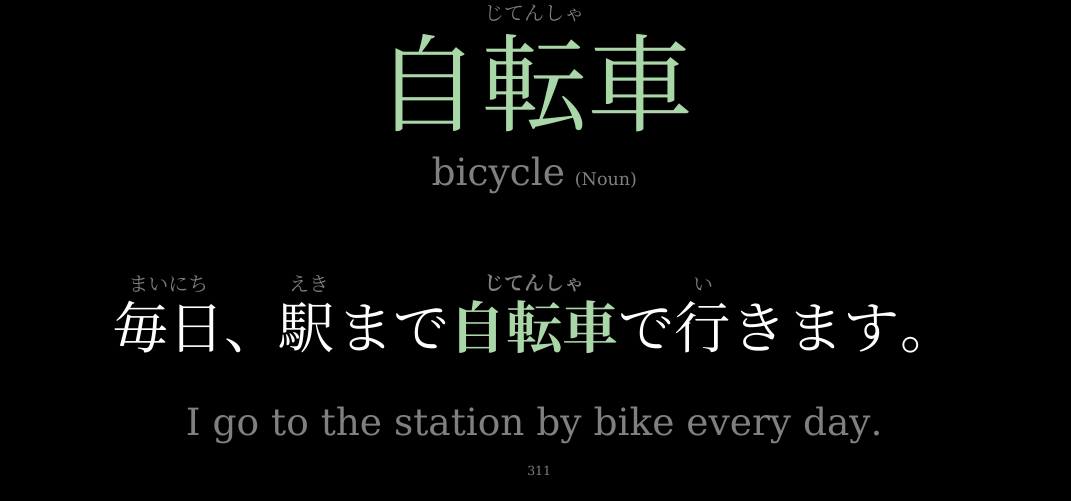 じてんしゃ
自転車
bicycle (Noun)
まいにち えき じてんしゃ い
毎日、駅まで自転車で行きます。
I go to the station by bike every day.
311